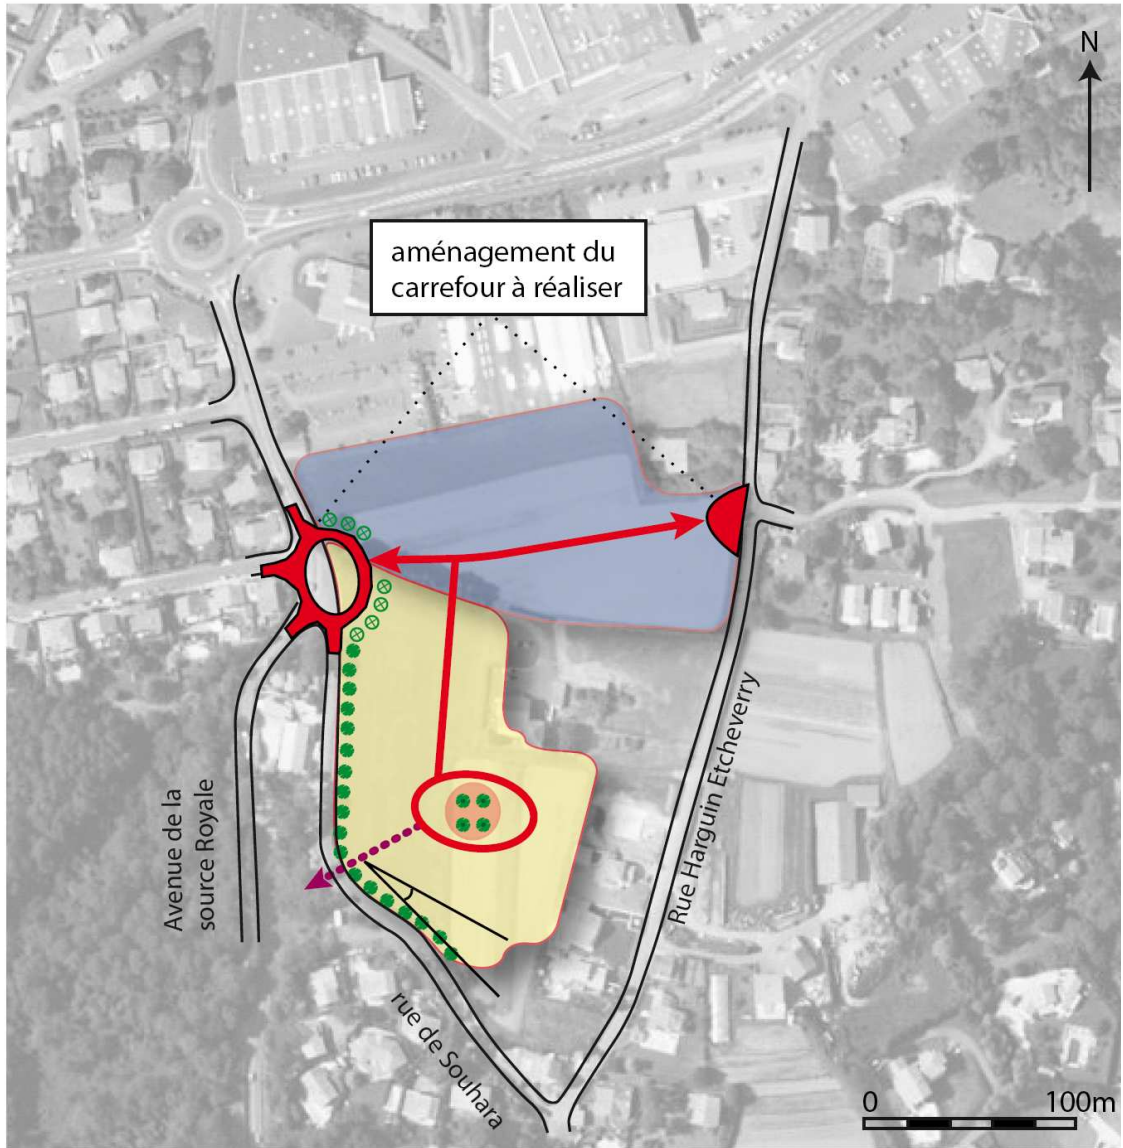 N
aménagement du
carrefour à réaliser
Avenue de la
source Royale
Rue Harguin Etcheverry
rue de Souhara
0 100m